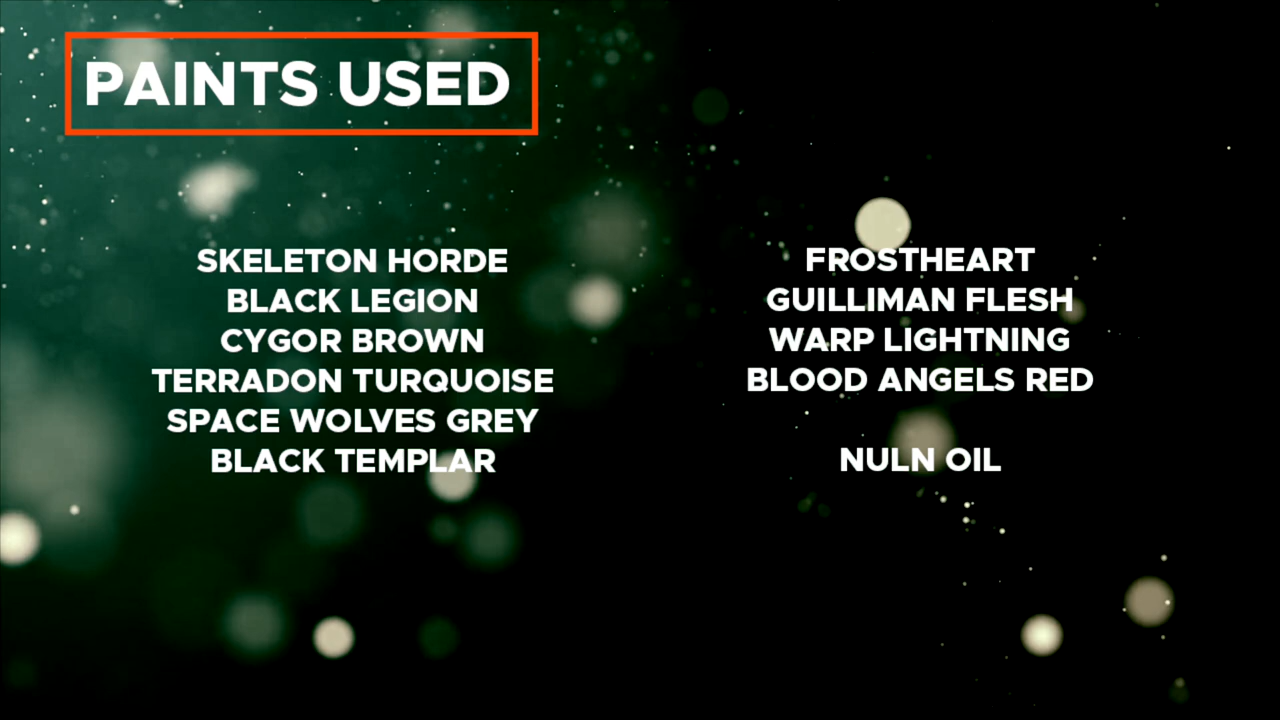 PAINTS USED
SKELETON HORDE
BLACK LEGION
CYGOR BROWN
TERRADON TURQUOISE
SPACE WOLVES GREY
BLACK TEMPLAR
FROSTHEART
GUILLIMAN FLESH
WARP LIGHTNING
BLOOD ANGELS RED
NULN OIL